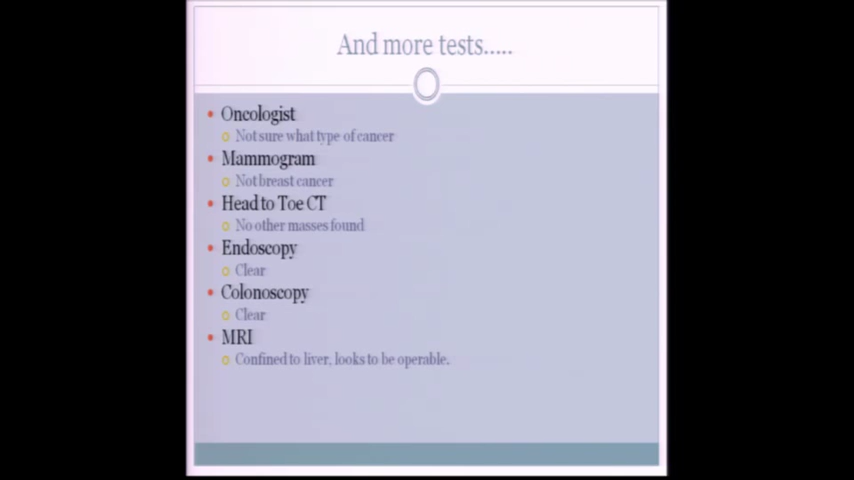 And more tests.....
Oncologist
Not sure what type of cancer
Mammogram
Not breast cancer
Head to Toe CT
No other masses found
Endoscopy
Clear
Colonoscopy
Clear
MRI
Confined to liver, looks to be operable.